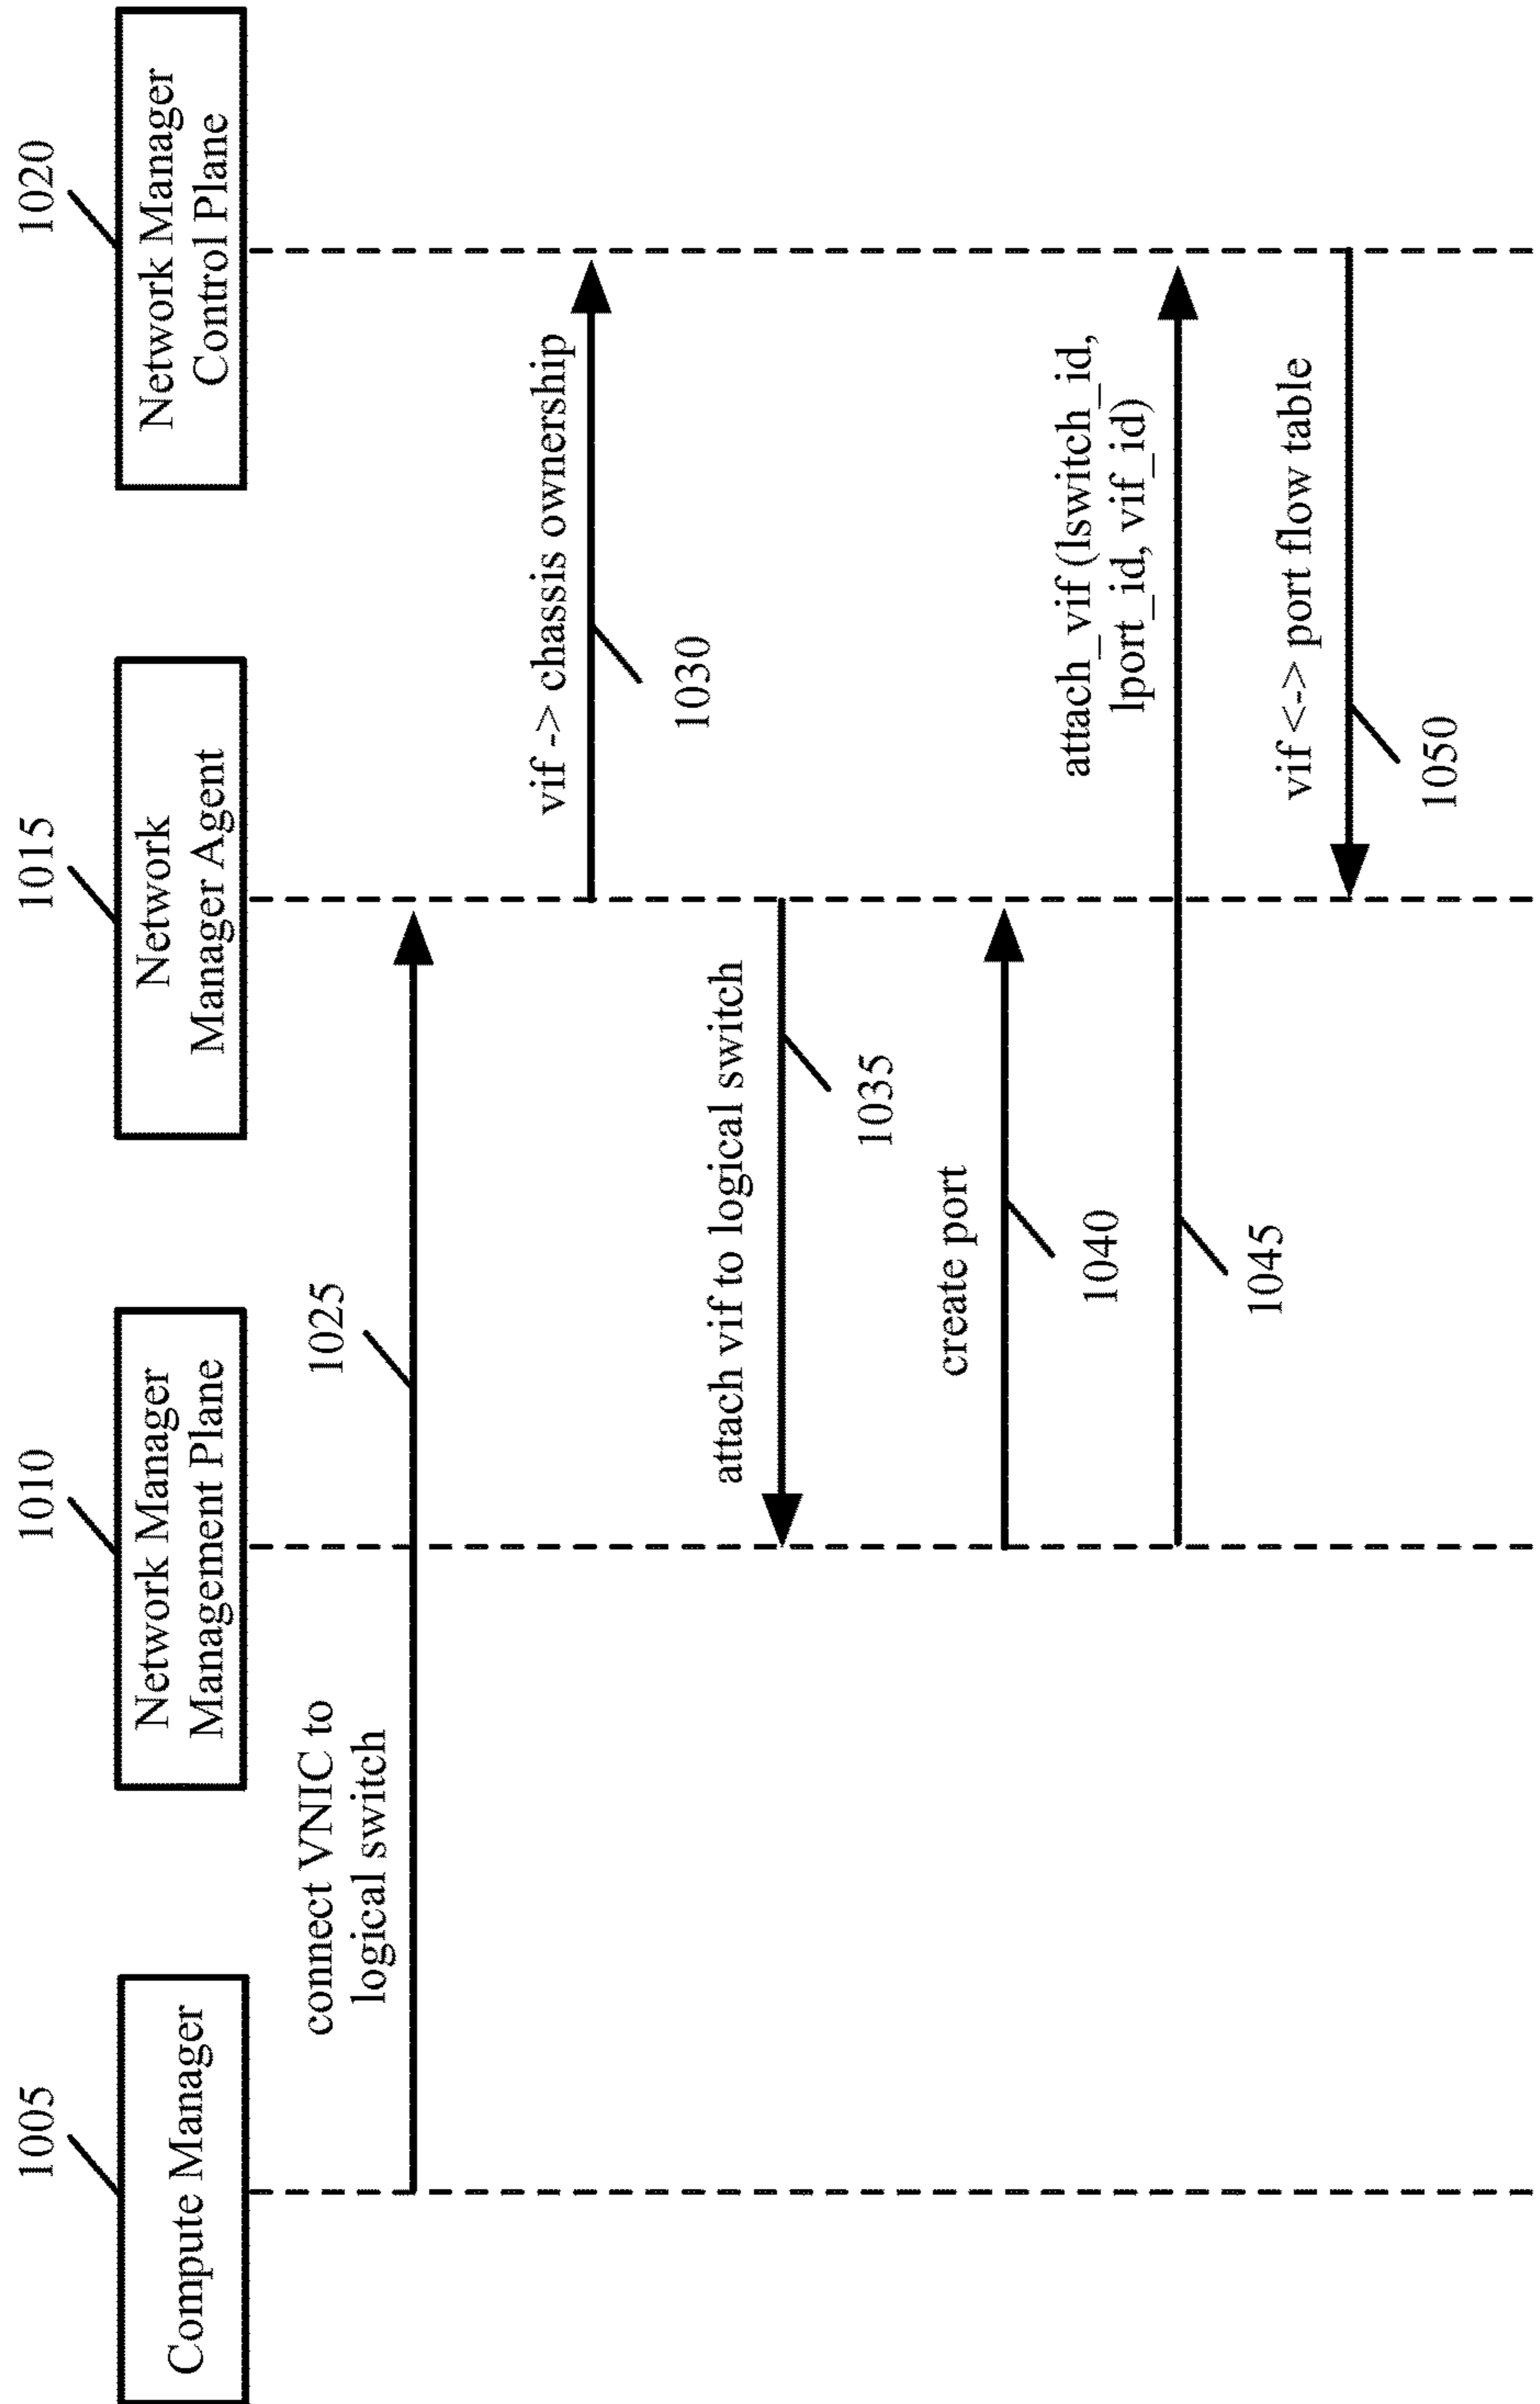 1005
1010
1015
1020
Compute Manager
Network Manager
Management Plane
Network
Manager Agent
Network Manager
Control Plane
connect VNIC to
logical switch
1025
vif -> chassis ownership
1030
attach vif to logical switch
1035
create port
1040
attach_vif (lswitch_id,
lport_id, vif_id)
1045
vif <-> port flow table
1050